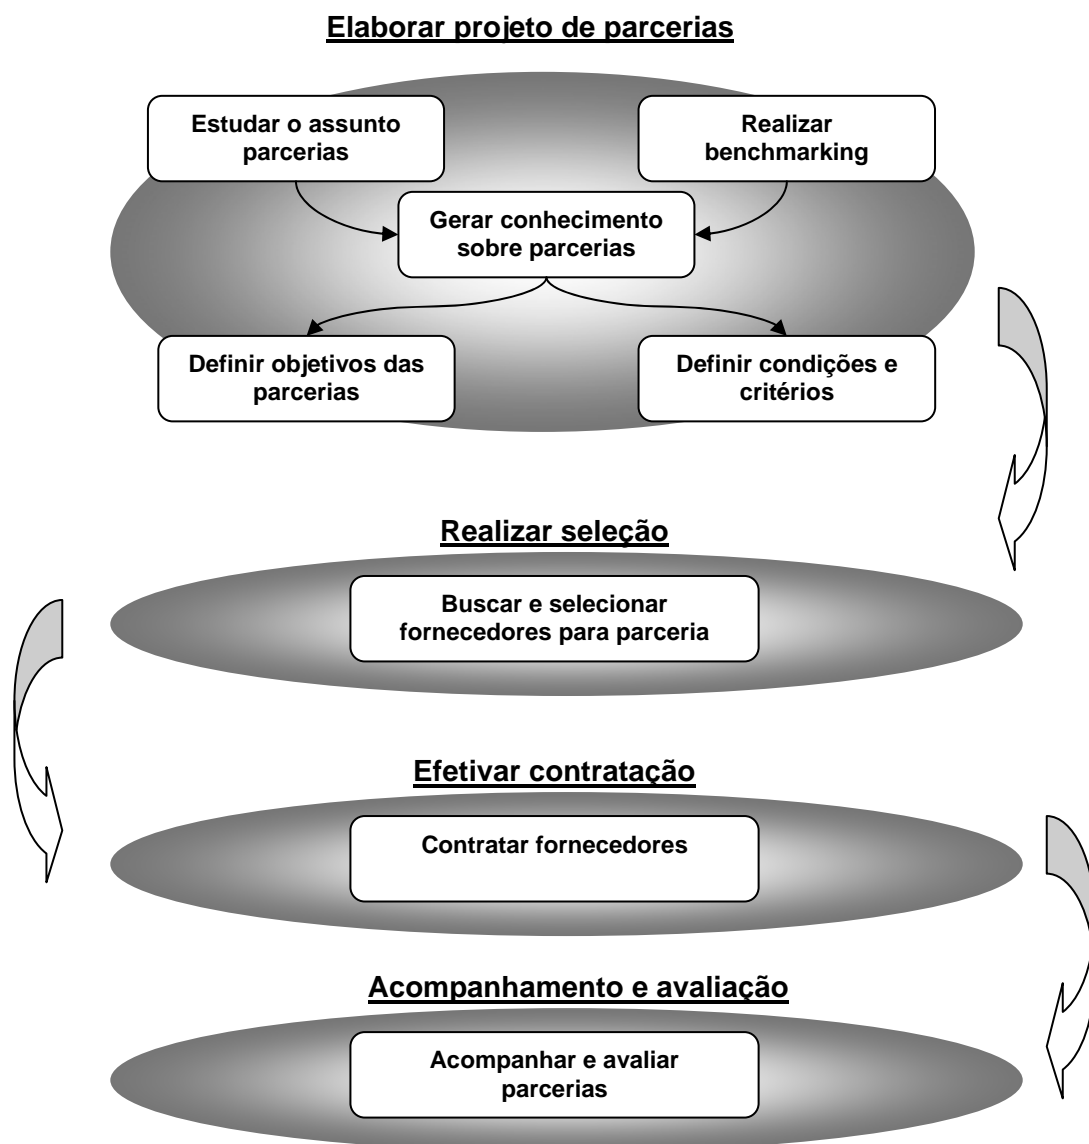 Elaborar projeto de parcerias
Estudar o assunto
parcerias
Realizar
benchmarking
Gerar conhecimento
sobre parcerias
Definir objetivos das
parcerias
Definir condições e
critérios
Realizar seleção
Buscar e selecionar
fornecedores para parceria
Efetivar contratação
Contratar fornecedores
Acompanhamento e avaliação
Acompanhar e avaliar
parcerias